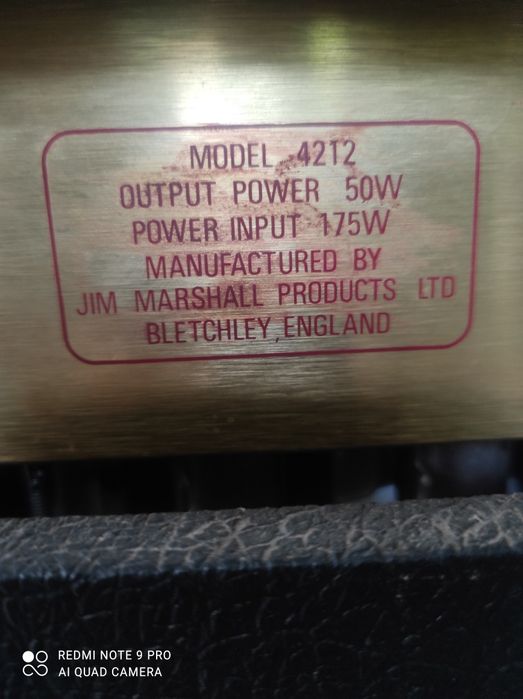 MODEL 4212
OUTPUT POWER 50W
POWER INPUT 175W
MANUFACTURED BY
JIM MARSHALL PRODUCTS LTD
BLETCHLEY, ENGLAND
REDMI NOTE 9 PRO
AI QUAD CAMERA